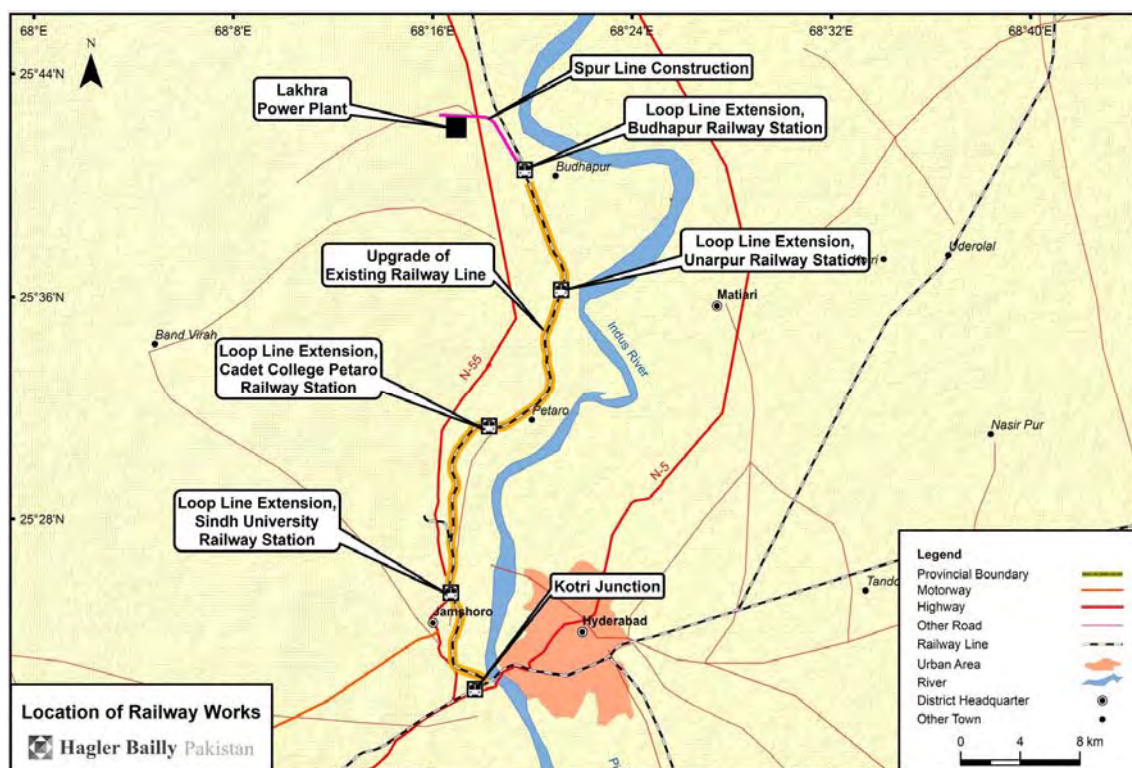 68°E
68°8'E
68°16'E
68°24'E
68°32'E
68°40'E
N
25°44'N
25°36'N
25°28'N
Spur Line Construction
Lakhra
Power Plant
Loop Line Extension,
Budhapur Railway Station
Budhapur
Loop Line Extension,
Unarpur Railway Station
Uderolal
Upgrade of
Existing Railway Line
Matiari
Band Virah
Indus River
N-55
Loop Line Extension,
Cadet College Petaro
Railway Station
Petaro
Nasir Pur
N-5
Loop Line Extension,
Sindh University
Railway Station
Kotri Junction
Jamshoro
Hyderabad
Tando
Legend
Provincial Boundary
Motorway
Highway
Other Road
Railway Line
Urban Area
River
District Headquarter
Other Town
0 4 8 km
Location of Railway Works
Hagler Bailly Pakistan